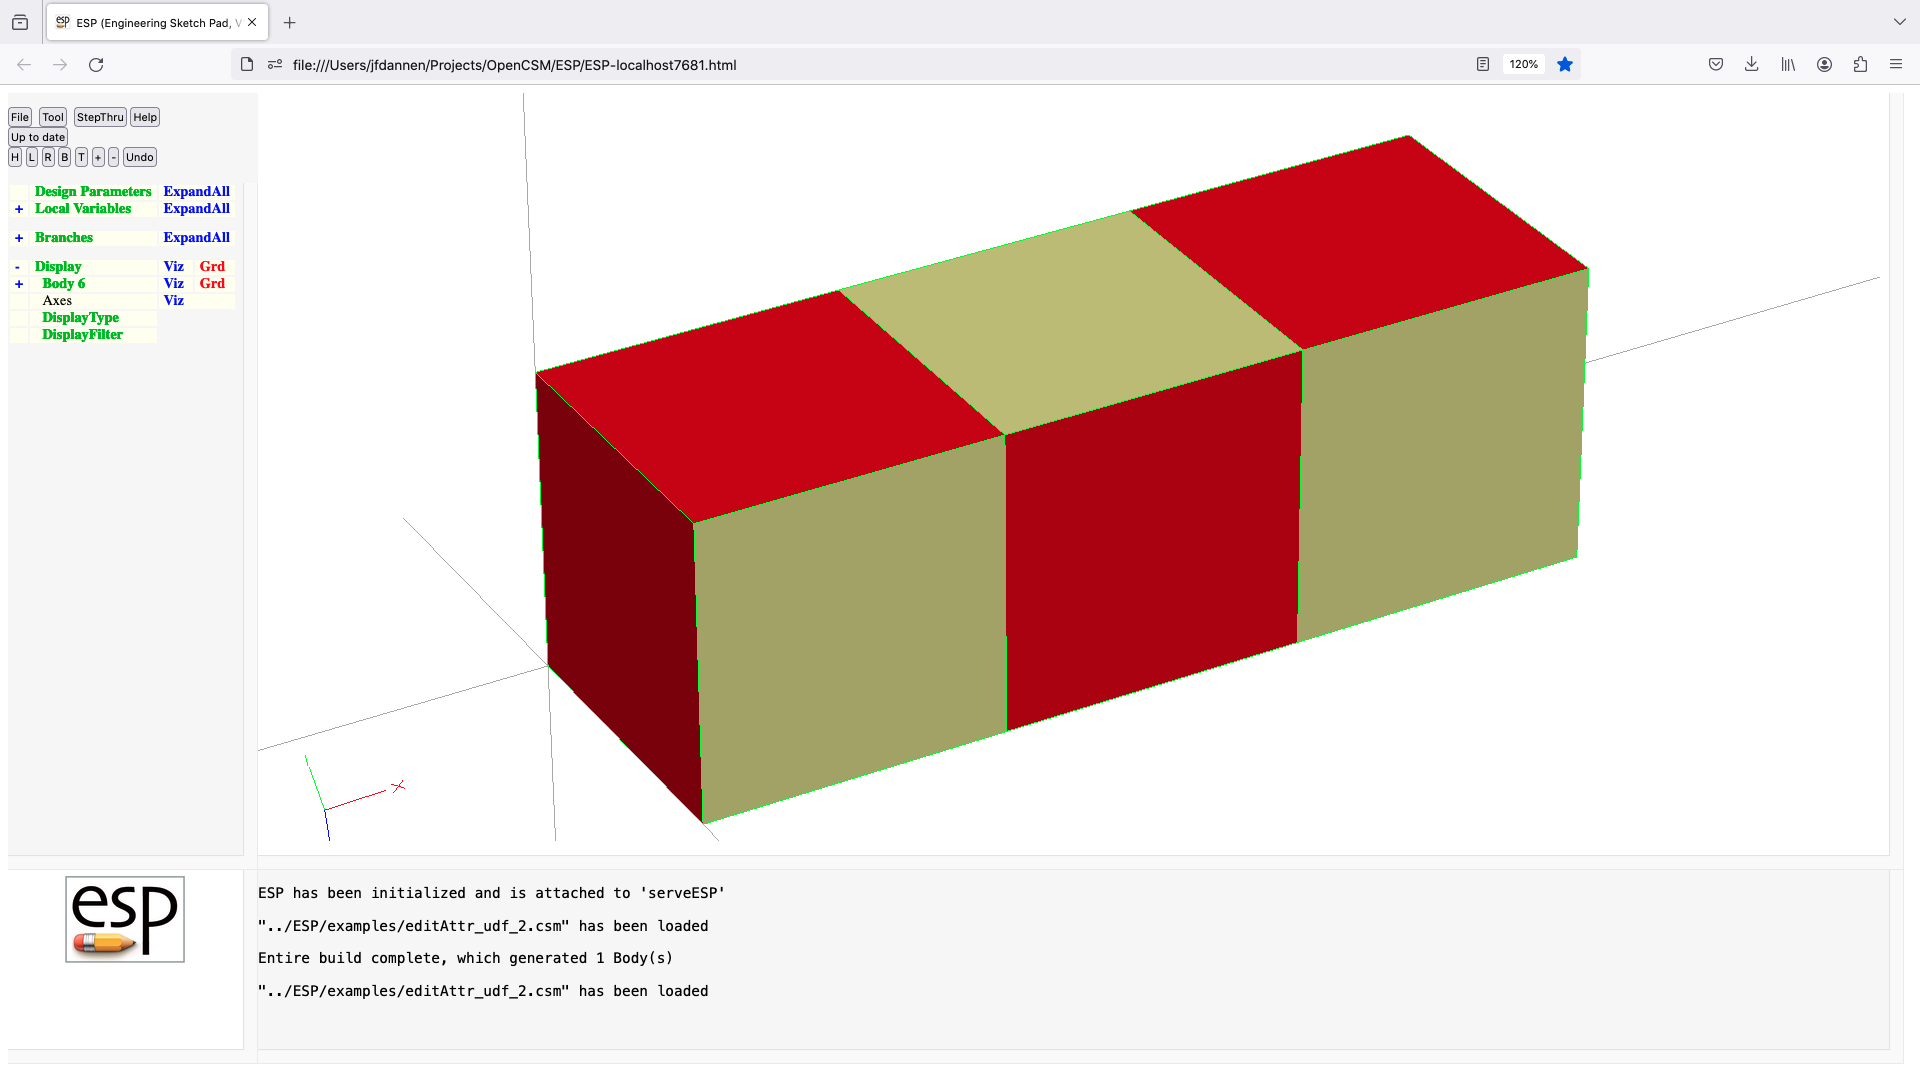 ESP (Engineering Sketch Pad, V
file:///Users/jfdannen/Projects/OpenCSM/ESP/ESP-localhost7681.html
120%
File Tool StepThru Help
Up to date
H L R B T + - Undo
Design Parameters ExpandAll
+ Local Variables ExpandAll
+ Branches ExpandAll
- Display Viz Grd
+ Body 6 Viz Grd
Axes Viz
DisplayType
DisplayFilter
X
esp
ESP has been initialized and is attached to 'serveESP'
"../ESP/examples/editAttr_udf_2.csm" has been loaded
Entire build complete, which generated 1 Body(s)
"../ESP/examples/editAttr_udf_2.csm" has been loaded